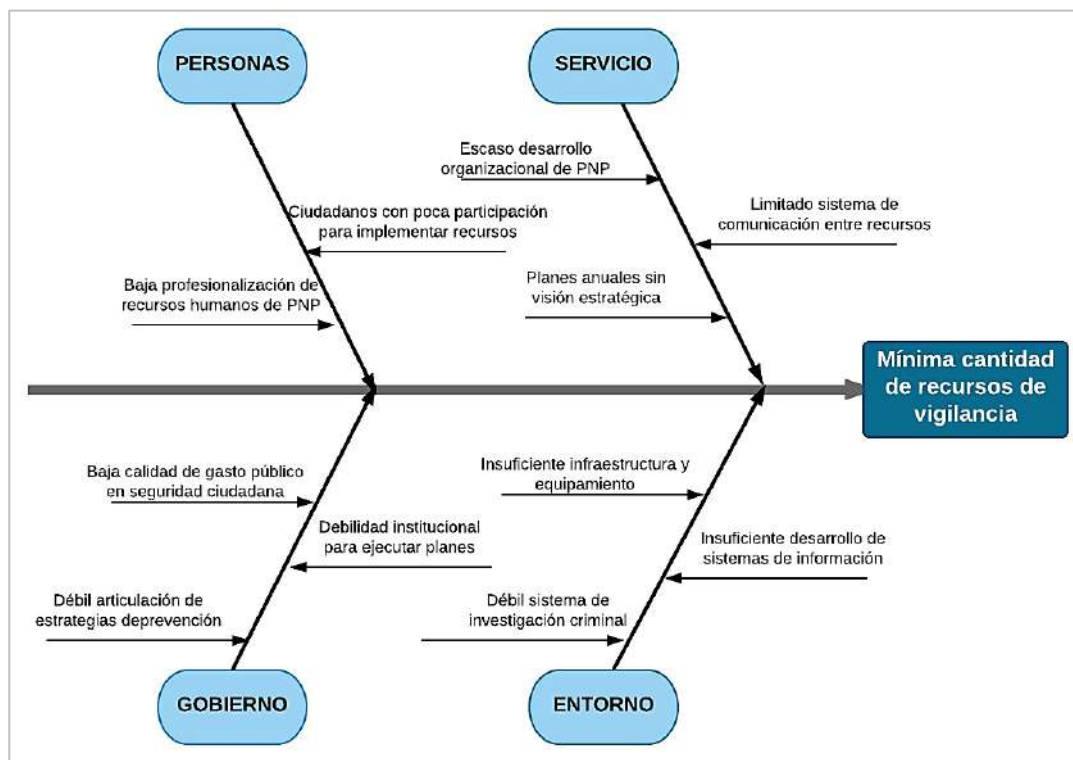 PERSONAS
SERVICIO
Escaso desarrollo
organizacional de PNP
Ciudadanos con poca participación
para implementar recursos
Limitado sistema de
comunicación entre recursos
Baja profesionalización de
recursos humanos de PNP
Planes anuales sin
visión estratégica
Mínima cantidad
de recursos de
vigilancia
Baja calidad de gasto público
en seguridad ciudadana
Insuficiente infraestructura y
equipamiento
Debilidad institucional
para ejecutar planes
Insuficiente desarrollo de
sistemas de información
Débil articulación de
estrategias deprevención
Débil sistema de
investigación criminal
GOBIERNO
ENTORNO